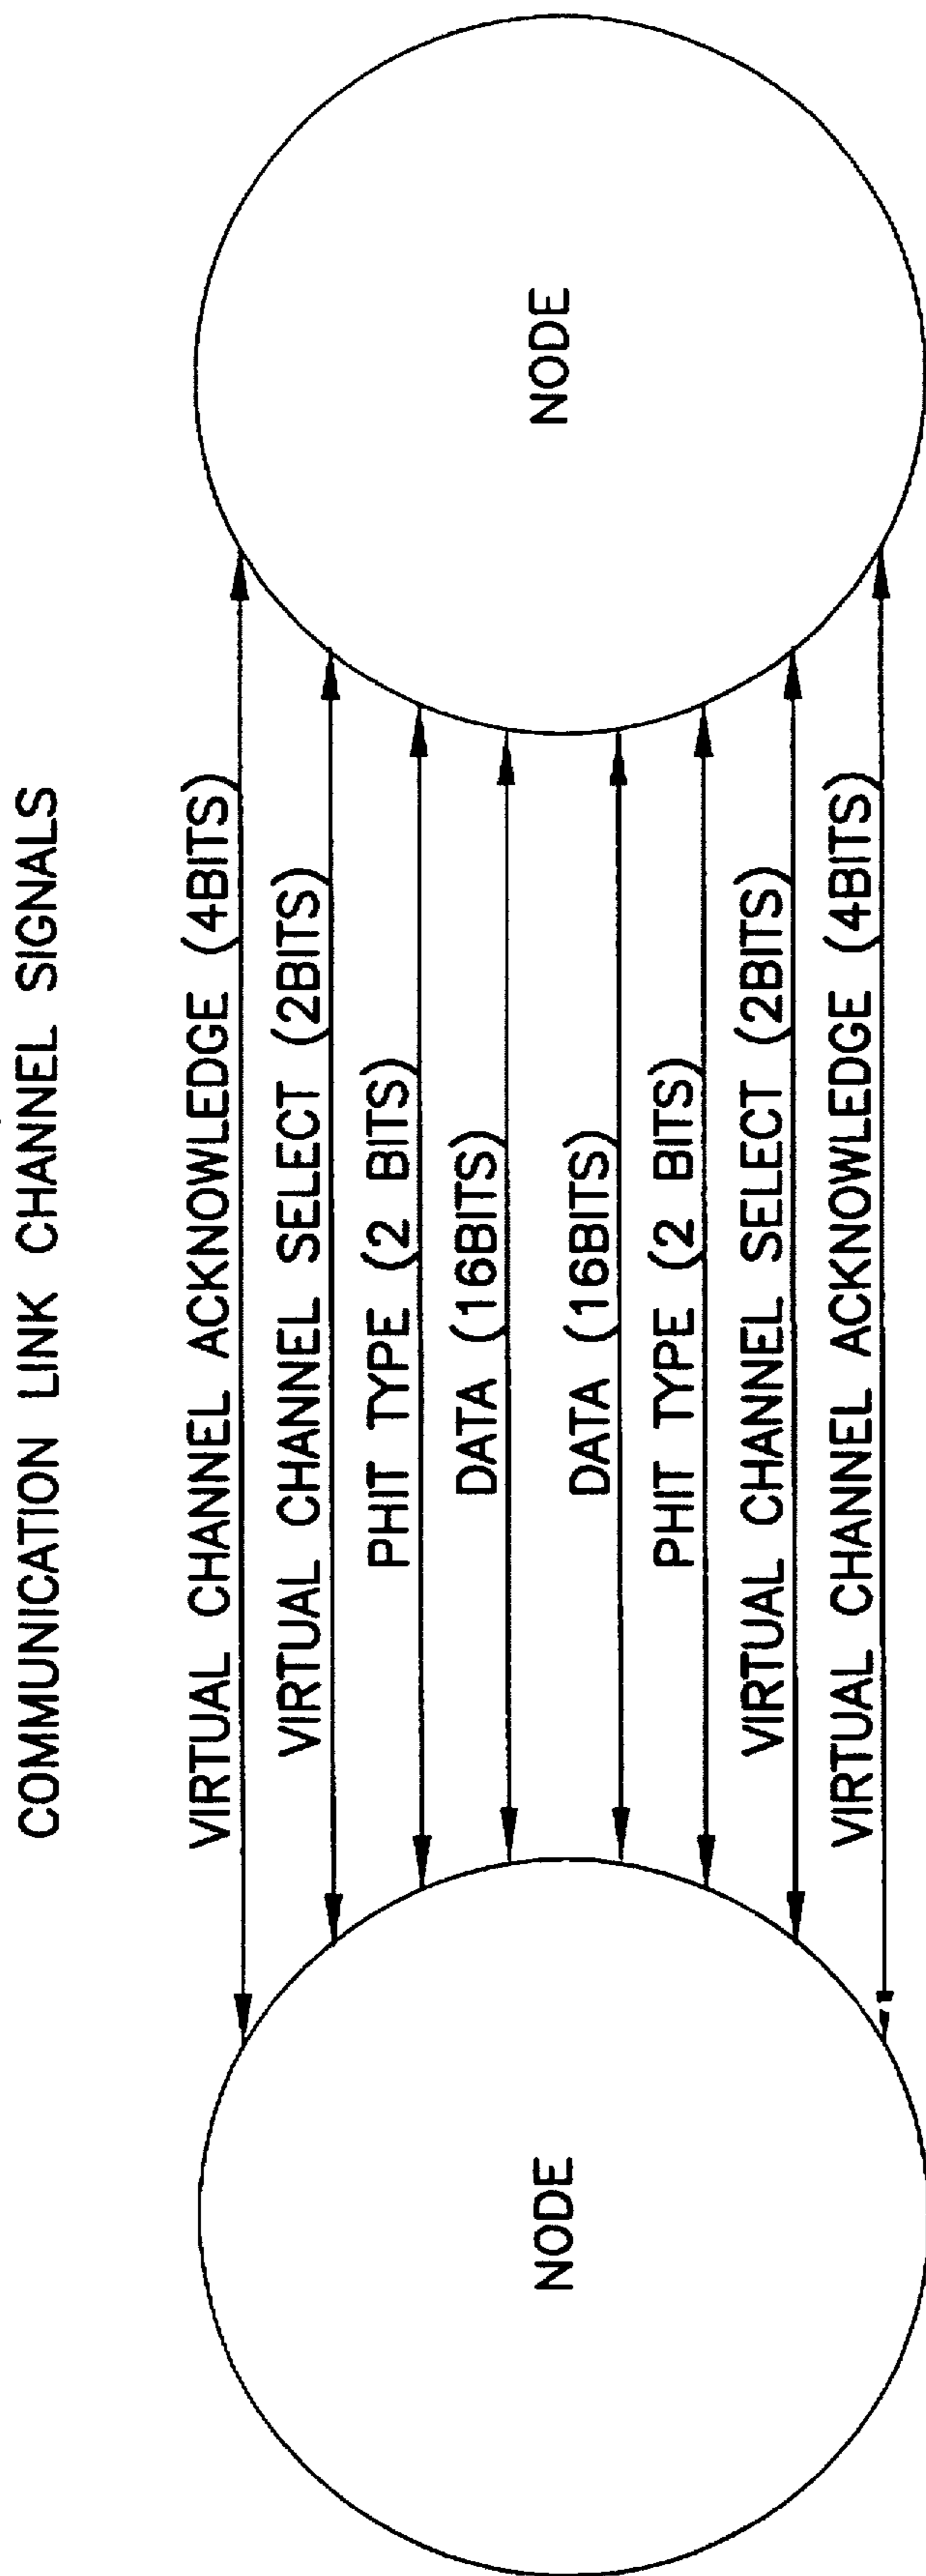 COMMUNICATION LINK CHANNEL SIGNALS
VIRTUAL CHANNEL ACKNOWLEDGE (4BITS)
VIRTUAL CHANNEL SELECT (2BITS)
PHIT TYPE (2 BITS)
DATA (16BITS)
NODE
NODE
DATA (16BITS)
PHIT TYPE (2 BITS)
VIRTUAL CHANNEL SELECT (2BITS)
VIRTUAL CHANNEL ACKNOWLEDGE (4BITS)